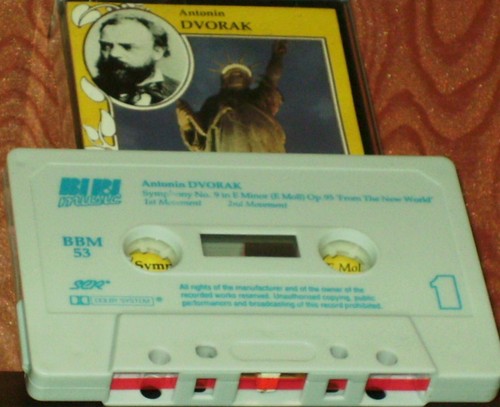 Antonin
DVORAK
Antonin DVORAK
Symphony No. 9 in E Minor (E Moll) Op.95 'From The New World'
1st Movement 2nd Movement
music
BBM
53
Symp
E Mol
1
DOLBY SYSTEM ®
All rights of the manufacturer and of the owner of the
recorded works reserved. Unauthorised copying, public
performances and broadcasting of this record prohibited.